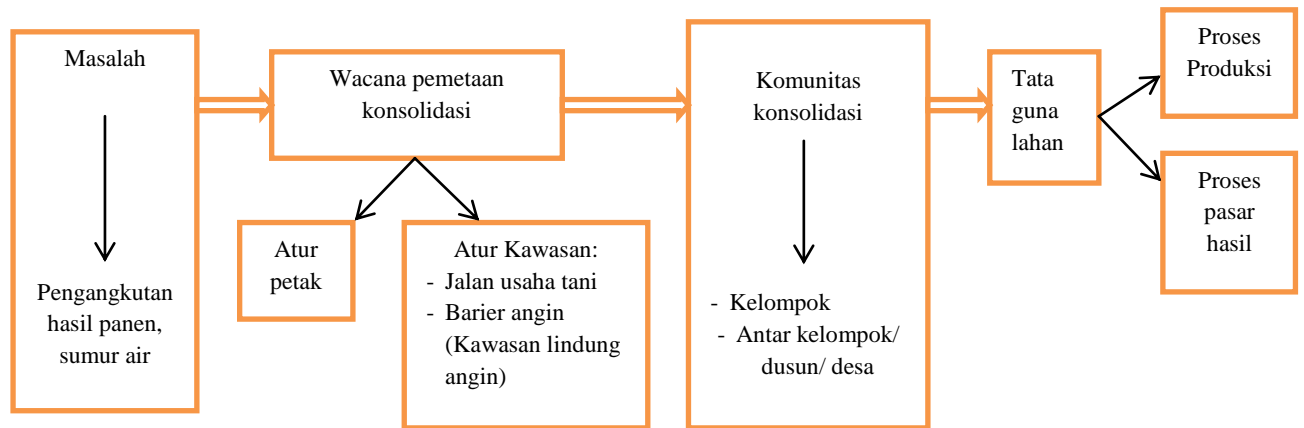 Masalah
Pengangkutan
hasil panen,
sumur air
Wacana pemetaan
konsolidasi
Atur
petak
Atur Kawasan:
- Jalan usaha tani
- Barier angin
(Kawasan lindung
angin)
Komunitas
konsolidasi
- Kelompok
- Antar kelompok/
dusun/ desa
Tata
guna
lahan
Proses
Produksi
Proses
pasar
hasil